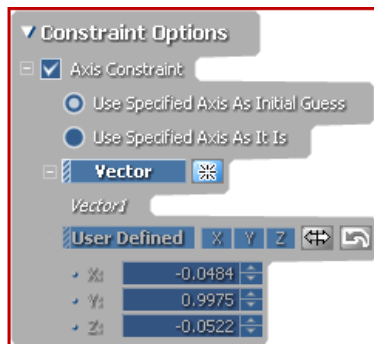 Constraint Options
Axis Constraint
Use Specified Axis As Initial Guess
Use Specified Axis As It Is
Vector
Vector1
User Defined X Y Z
X: -0.0484
Y: 0.9975
Z: -0.0522